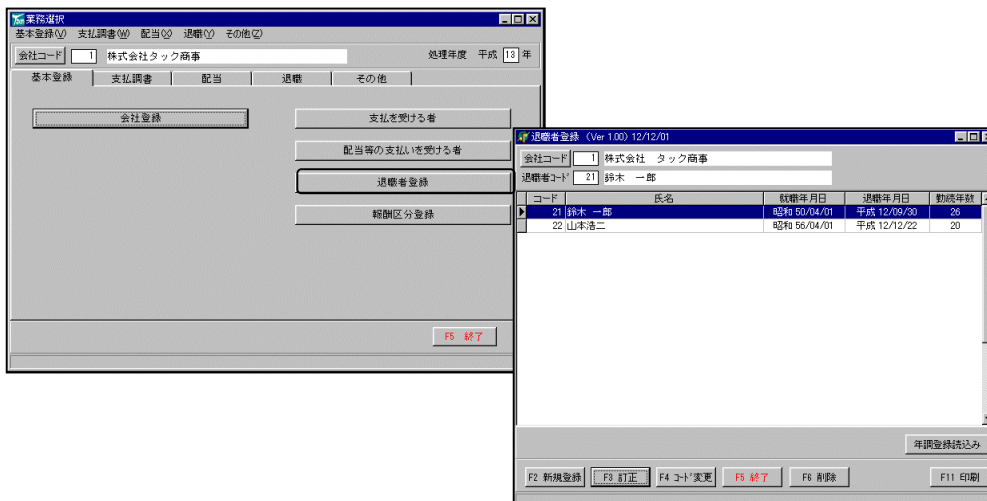 業務選択
基本登録(V) 支払調書(W) 配当(X) 退職(Y) その他(Z)
会社コード 1 株式会社タック商事 処理年度 平成 13 年
基本登録 支払調書 配当 退職 その他
会社登録 支払を受ける者
配当等の支払いを受ける者
退職者登録
報酬区分登録
F5 終了
退職者登録 (Ver 1.00) 12/12/01
会社コード 1 株式会社 タック商事
退職者コード 21 鈴木 一郎
コード 氏名 就職年月日 退職年月日 勤続年数
21 鈴木 一郎 昭和 50/04/01 平成 12/09/30 26
22 山本浩二 昭和 56/04/01 平成 12/12/22 20
年調登録読込み
F2 新規登録 F3 訂正 F4 コード変更 F5 終了 F6 削除 F11 印刷